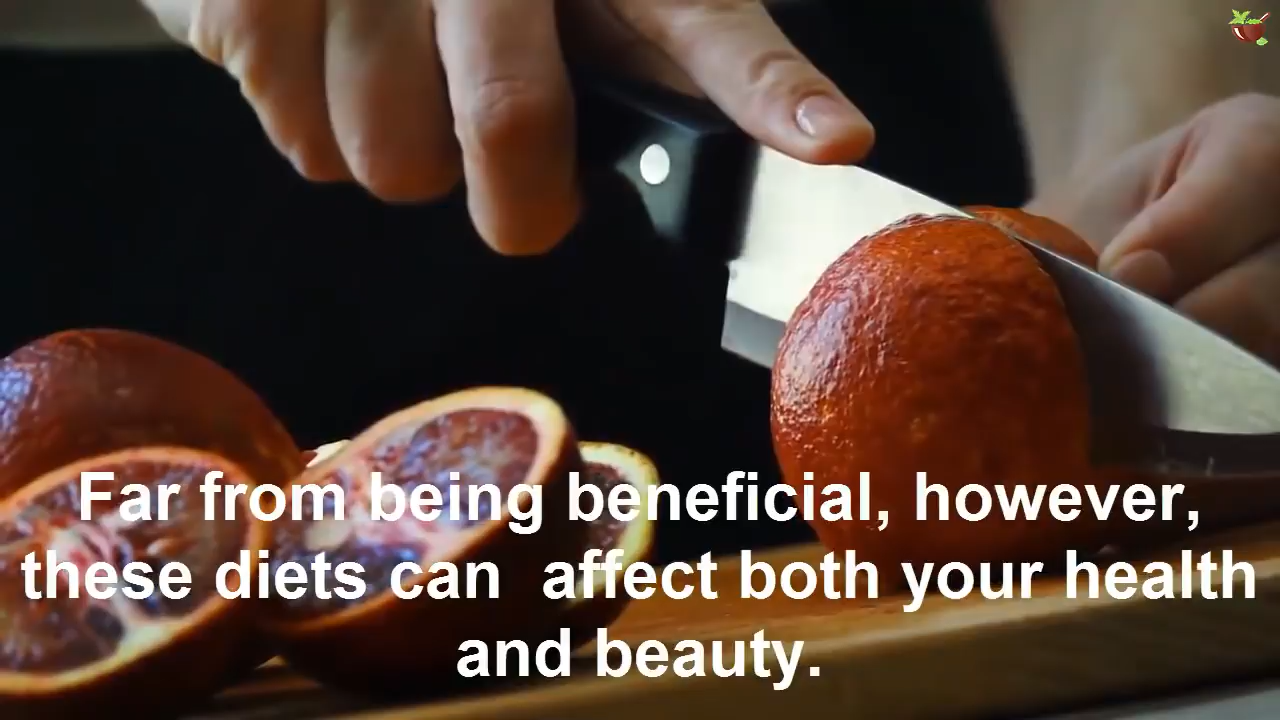 Far from being beneficial, however,
these diets can  affect both your health
and beauty.